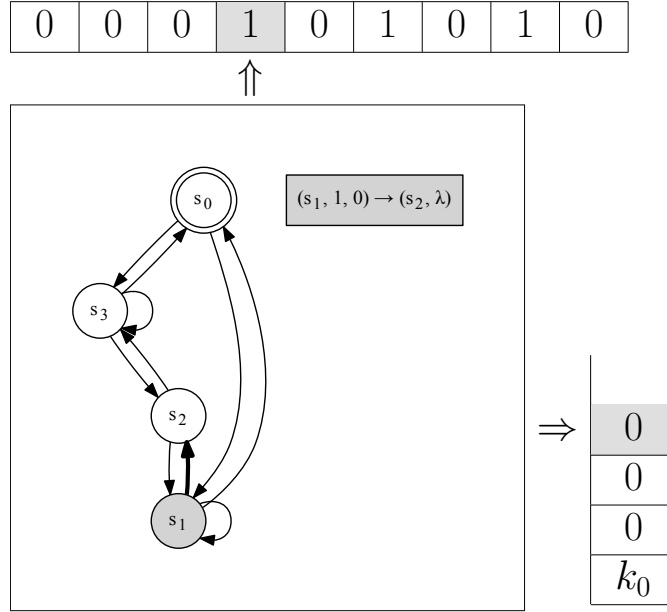 0 0 0 1 0 1 0 1 0
⇑
s₀
(s₁, 1, 0) → (s₂, λ)
s₃
s₂
⇒
0
0
0
k₀
s₁